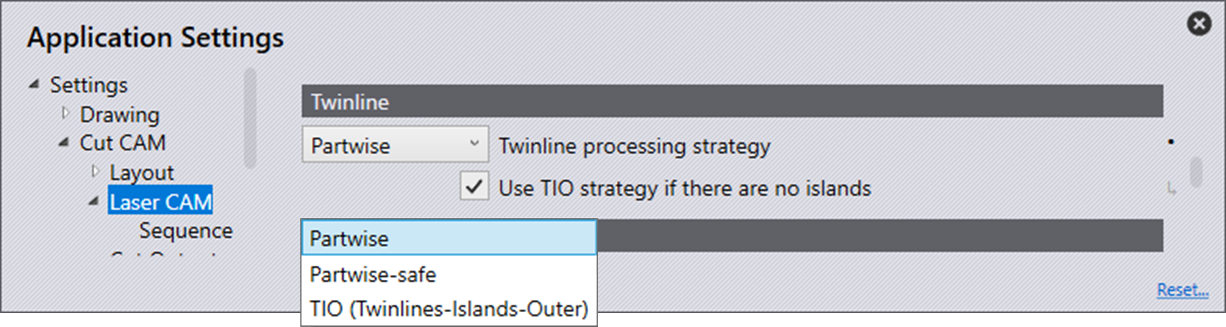 Application Settings
Settings
Drawing
Cut CAM
Layout
Laser CAM
Sequence
Twinline
Partwise
Twinline processing strategy
Use TIO strategy if there are no islands
Partwise
Partwise-safe
TIO (Twinlines-Islands-Outer)
Reset...